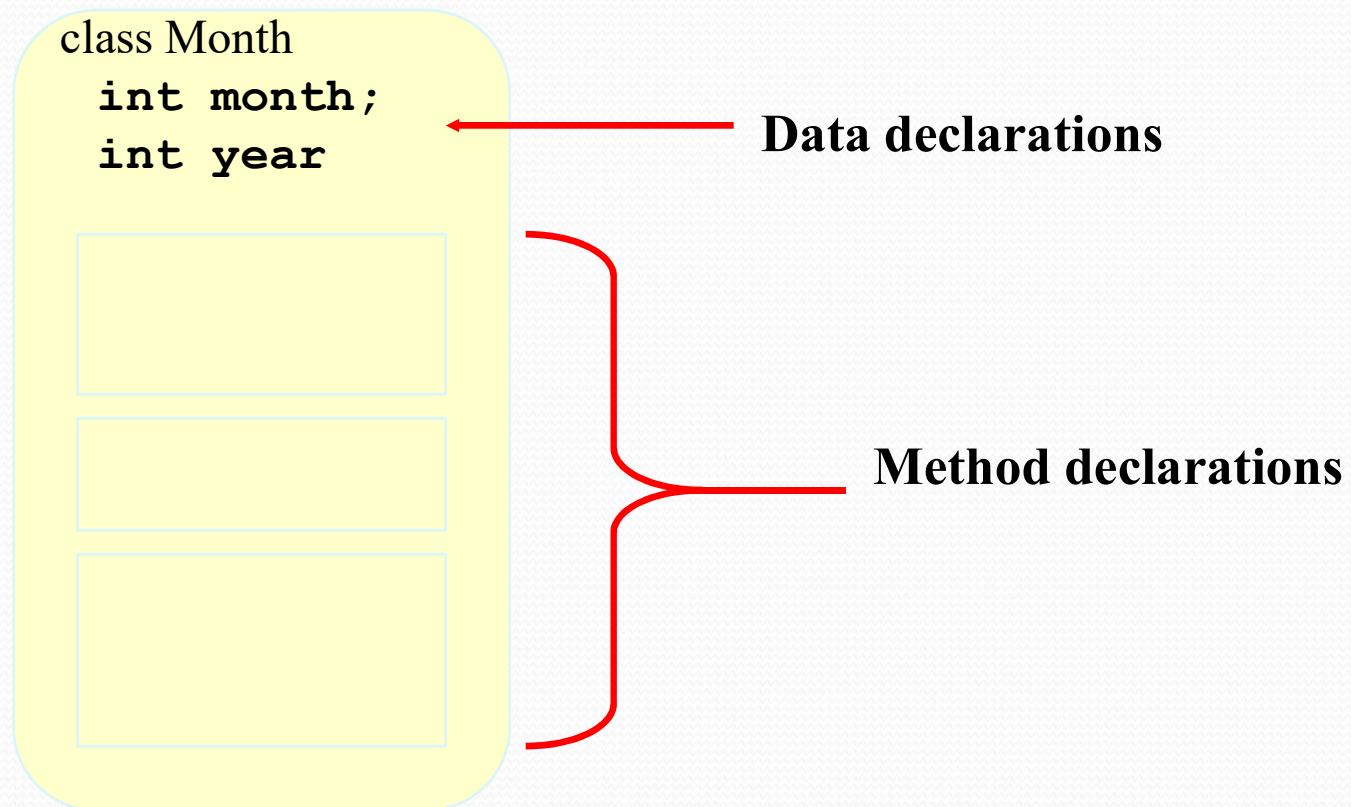 class Month
int month;
int year
Data declarations
Method declarations